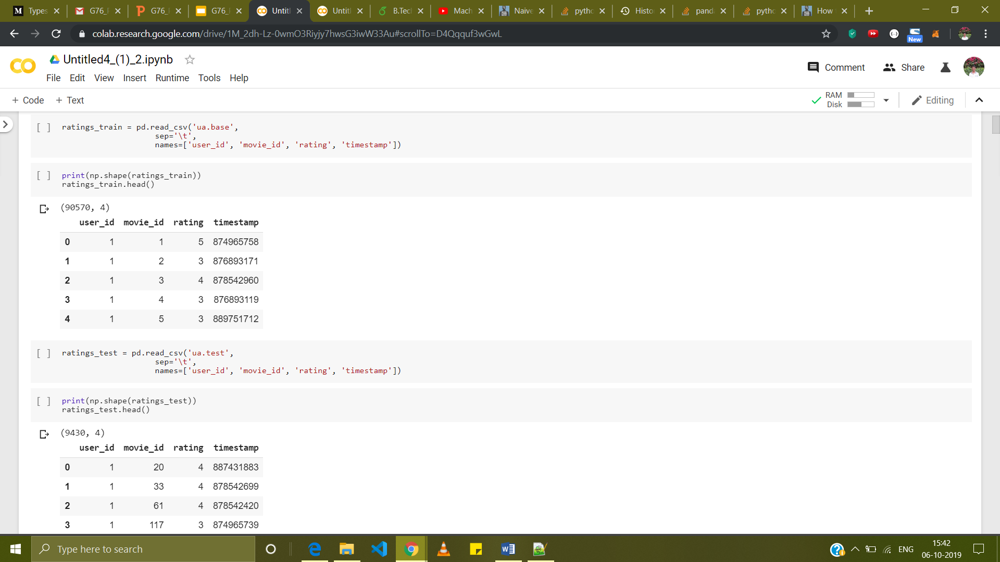 Types G76_ G76_ G76_ Untitl Untitl B.Tech Mach Naive pytho Histo panda pytho How
colab.research.google.com/drive/1M_2dh-Lz-0wmO3Riyjy7hwsG3iwW33Au#scrollTo=D4Qqquf3wGwL
New
Untitled4_(1)_2.ipynb
Comment Share
File Edit View Insert Runtime Tools Help
+ Code + Text
RAM
Disk
Editing
[ ] ratings_train = pd.read_csv('ua.base',
sep='\t',
names=['user_id', 'movie_id', 'rating', 'timestamp'])
[ ] print(np.shape(ratings_train))
ratings_train.head()
(90570, 4)
user_id movie_id rating timestamp
0 1 1 5 874965758
1 1 2 3 876893171
2 1 3 4 878542960
3 1 4 3 876893119
4 1 5 3 889751712
[ ] ratings_test = pd.read_csv('ua.test',
sep='\t',
names=['user_id', 'movie_id', 'rating', 'timestamp'])
[ ] print(np.shape(ratings_test))
ratings_test.head()
(9430, 4)
user_id movie_id rating timestamp
0 1 20 4 887431883
1 1 33 4 878542699
2 1 61 4 878542420
3 1 117 3 874965739
Type here to search
ENG
15:42
06-10-2019